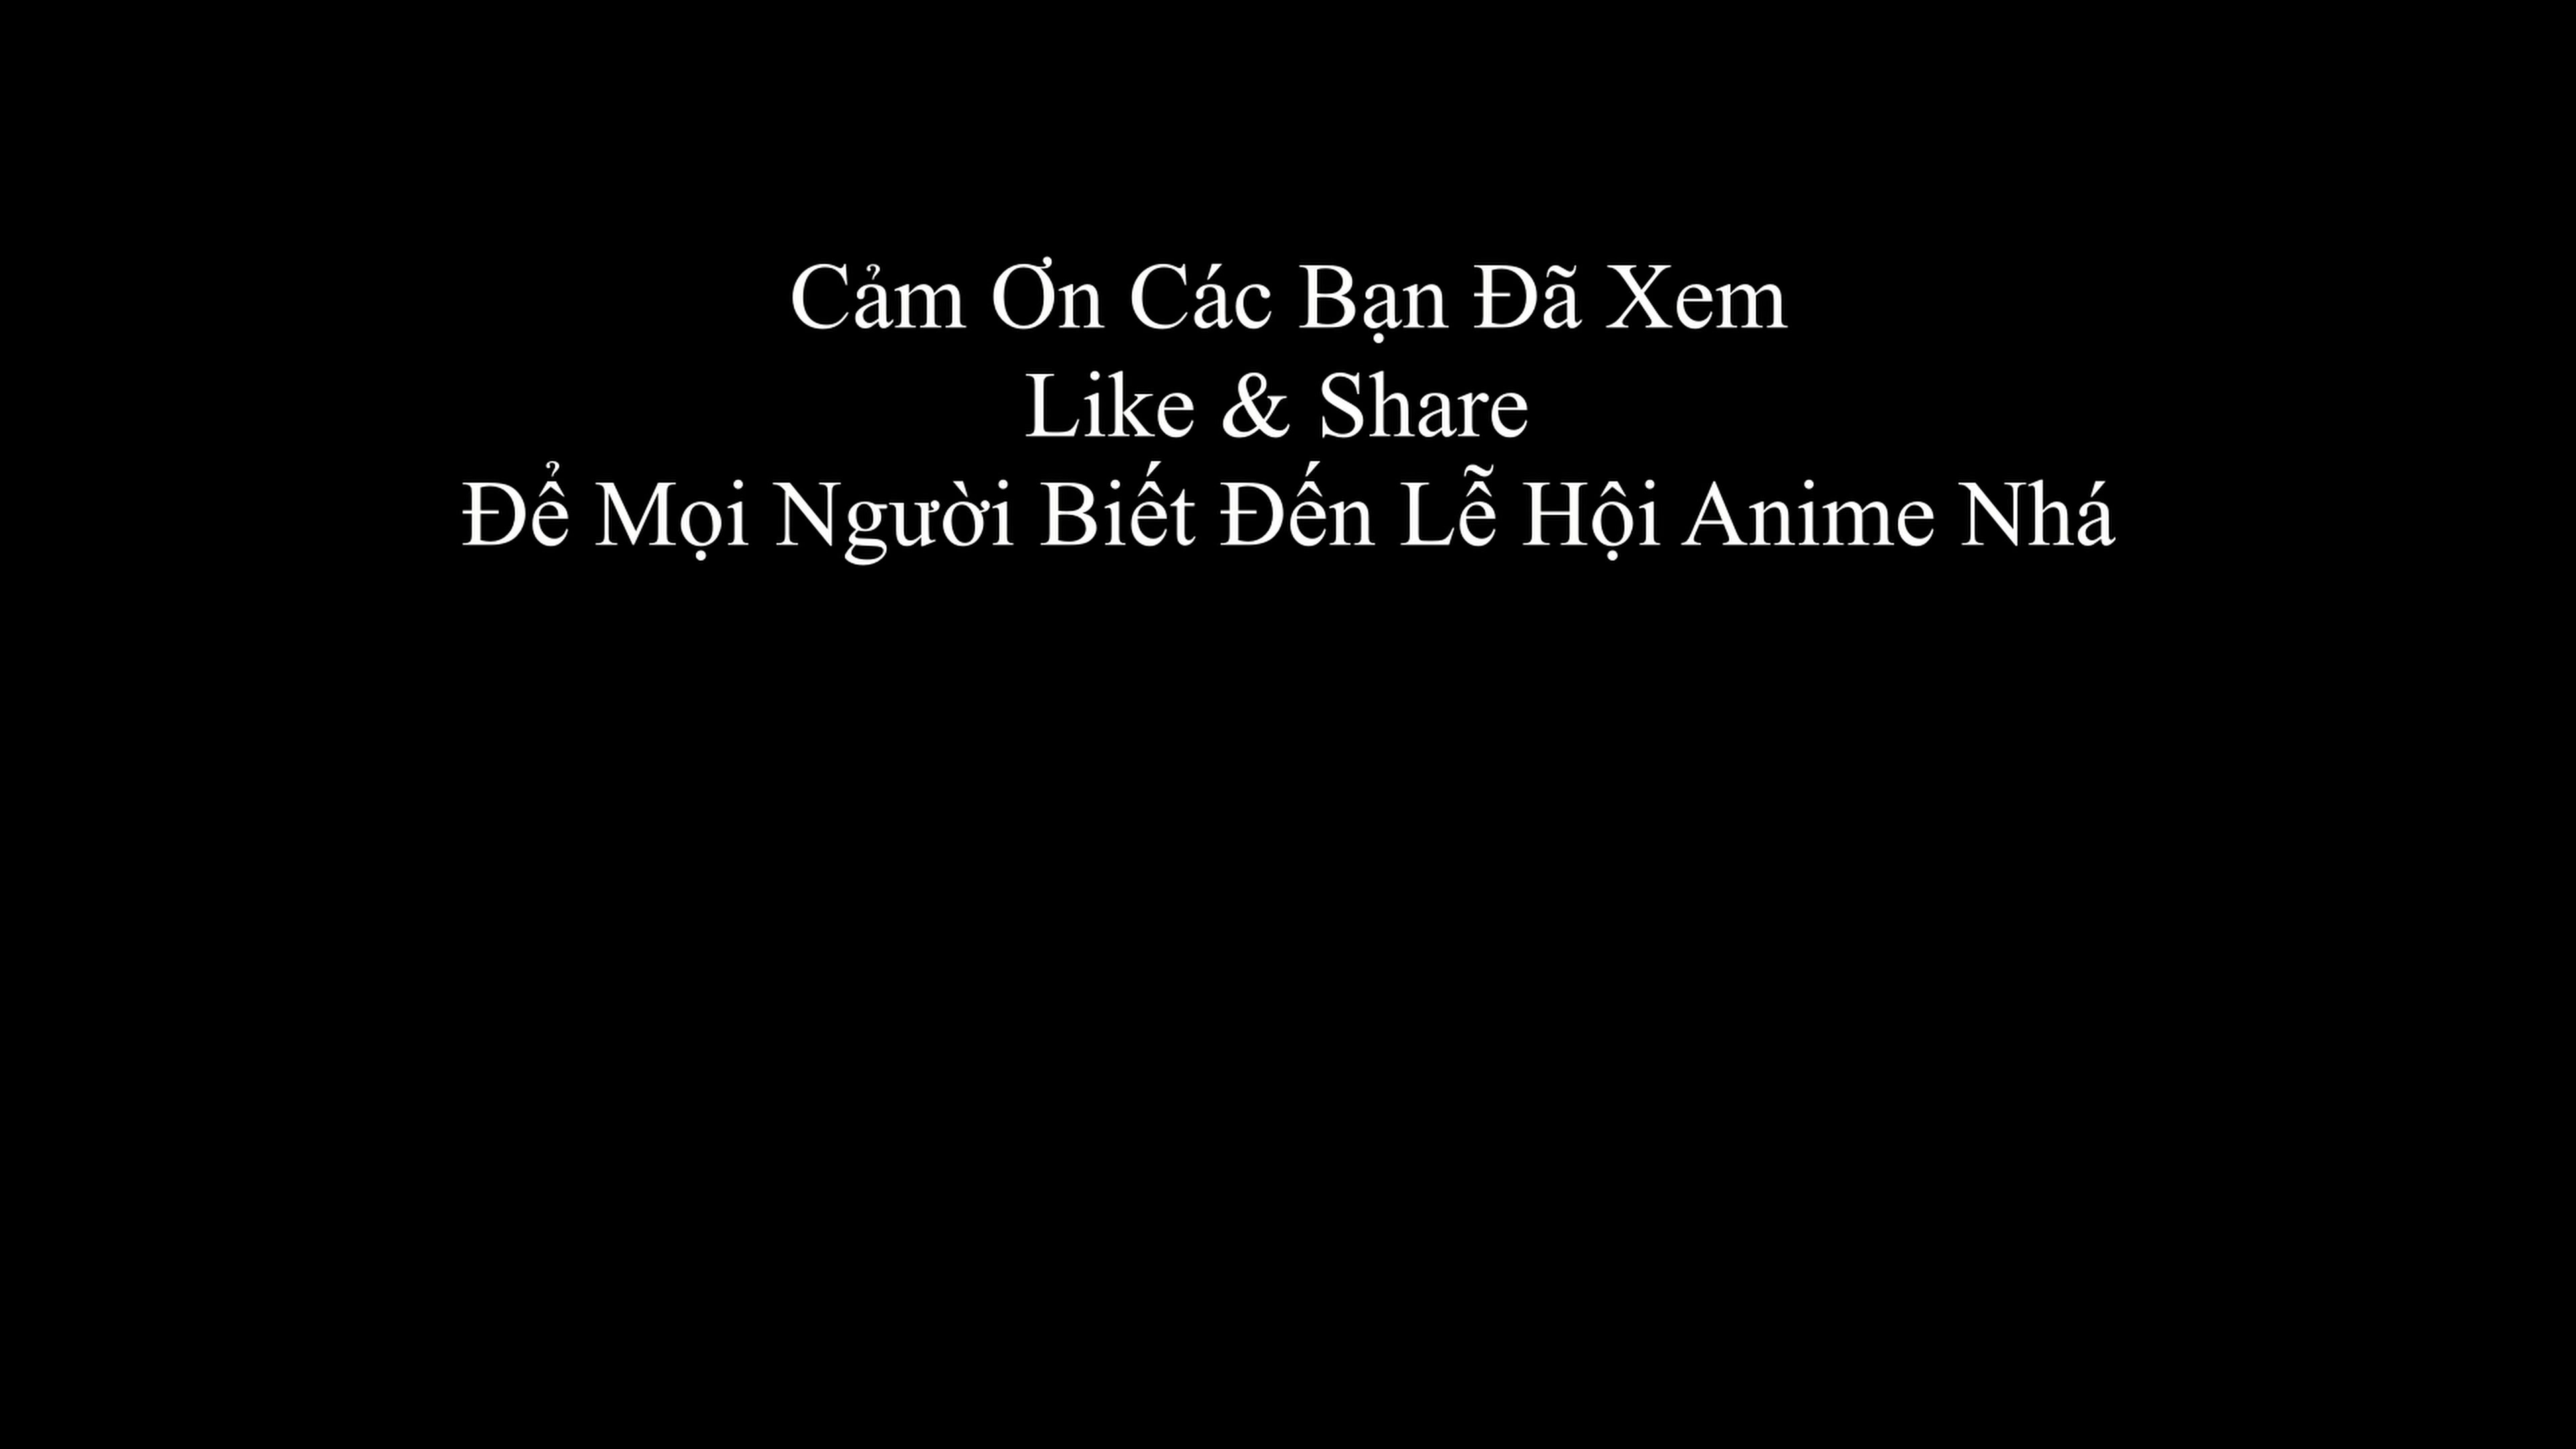 Cảm Ơn Các Bạn Đã Xem
Like & Share
Để Mọi Người Biết Đến Lễ Hội Anime Nhá